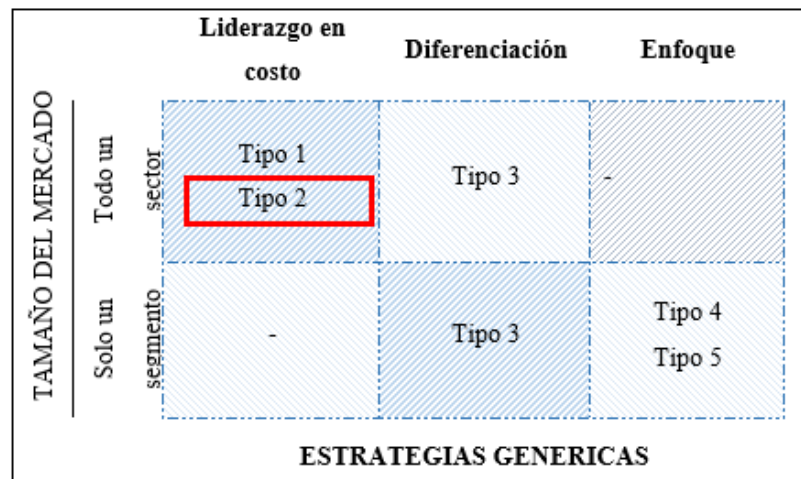 Liderazgo en
costo
Diferenciación
Enfoque
TAMAÑO DEL MERCADO
Todo un
sector
Tipo 1
Tipo 2
Tipo 3
-
Solo un
segmento
-
Tipo 3
Tipo 4
Tipo 5
ESTRATEGIAS GENERICAS